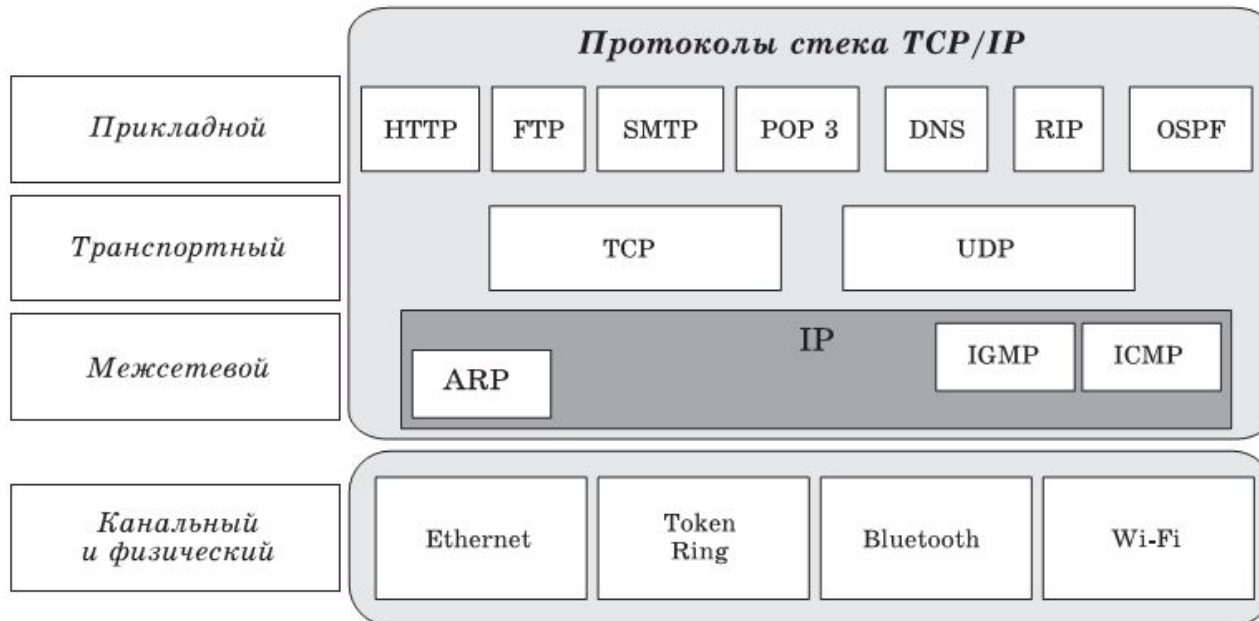 Протоколы стека TCP/IP
Прикладной
HTTP
FTP
SMTP
POP 3
DNS
RIP
OSPF
Транспортный
TCP
UDP
Межсетевой
IP
ARP
IGMP
ICMP
Канальный
и физический
Ethernet
Token
Ring
Bluetooth
Wi-Fi